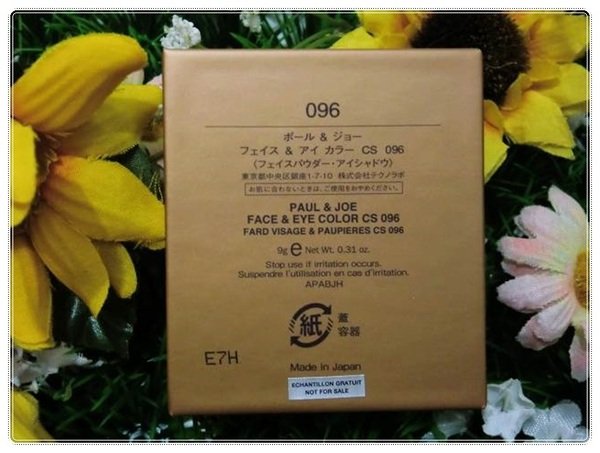 096
ポール & ジョー
フェイス & アイ カラー CS 096
(フェイスパウダー・アイシャドウ)
東京都中央区銀座1-7-10 株式会社テクノラボ
お肌に合わないときは、ご使用をおやめください。
PAUL & JOE
FACE & EYE COLOR CS 096
FARD VISAGE & PAUPIERES CS 096
9g e Net Wt. 0.31 oz.
Stop use if irritation occurs.
Suspendre l'utilisation en cas d'irritation.
APABJH
紙 蓋
容器
E7H
Made in Japan
ECHANTILLON GRATUIT
NOT FOR SALE